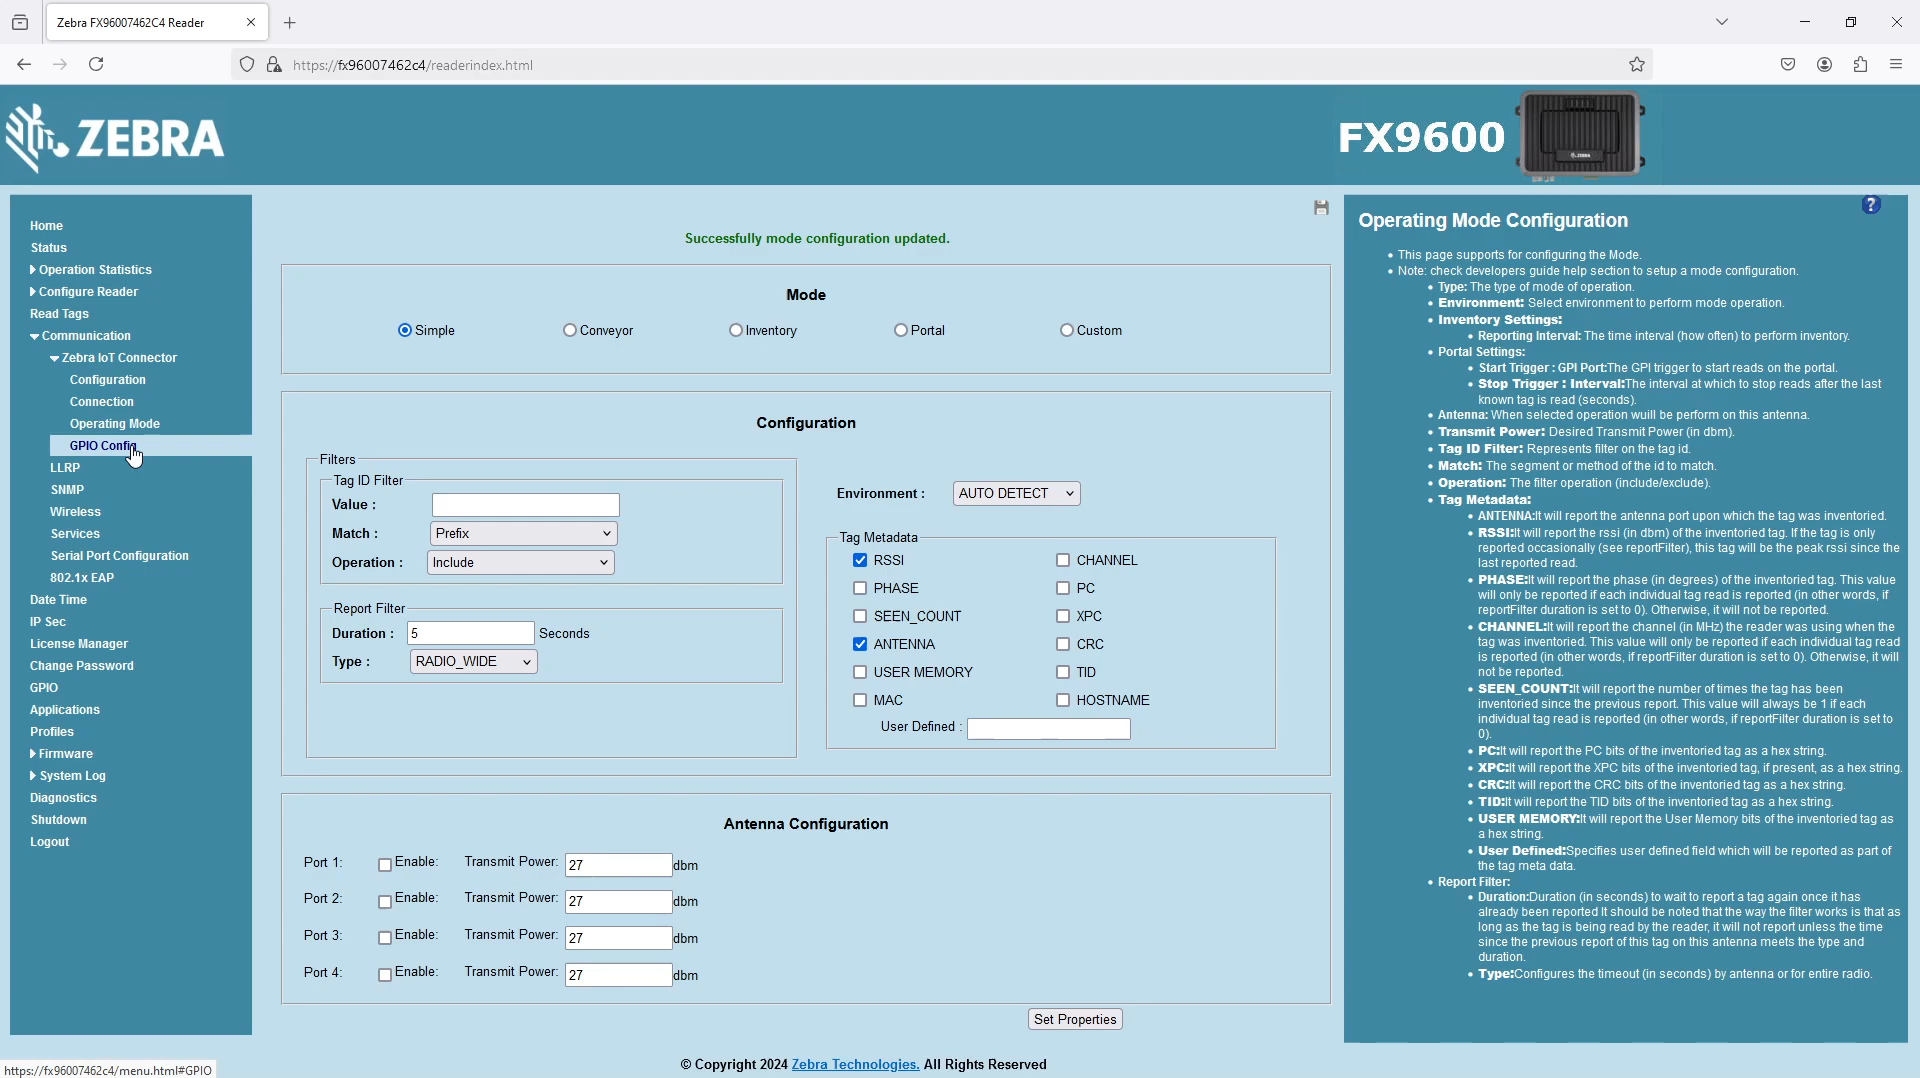 Zebra FX96007462C4 Reader
https://fx96007462c4/readerindex.html
ZEBRA
FX9600
ZEBRA
Home
Status
Operation Statistics
Configure Reader
Read Tags
Communication
Zebra IoT Connector
Configuration
Connection
Operating Mode
GPIO Config
LLRP
SNMP
Wireless
Services
Serial Port Configuration
802.1x EAP
Date Time
IP Sec
License Manager
Change Password
GPIO
Applications
Profiles
Firmware
System Log
Diagnostics
Shutdown
Logout
Successfully mode configuration updated.
Mode
Simple Conveyor Inventory Portal Custom
Configuration
Filters
Tag ID Filter
Value :
Match : Prefix
Operation : Include
Report Filter
Duration : 5 Seconds
Type : RADIO_WIDE
Environment : AUTO DETECT
Tag Metadata
RSSI CHANNEL
PHASE PC
SEEN_COUNT XPC
ANTENNA CRC
USER MEMORY TID
MAC HOSTNAME
User Defined :
Antenna Configuration
Port 1: Enable: Transmit Power: 27 dbm
Port 2: Enable: Transmit Power: 27 dbm
Port 3: Enable: Transmit Power: 27 dbm
Port 4: Enable: Transmit Power: 27 dbm
Set Properties
?
Operating Mode Configuration
• This page supports for configuring the Mode.
• Note: check developers guide help section to setup a mode configuration.
• Type: The type of mode of operation.
• Environment: Select environment to perform mode operation.
• Inventory Settings:
• Reporting Interval: The time interval (how often) to perform inventory.
• Portal Settings:
• Start Trigger : GPI Port:The GPI trigger to start reads on the portal.
• Stop Trigger : Interval:The interval at which to stop reads after the last
known tag is read (seconds).
• Antenna: When selected operation wuill be perform on this antenna.
• Transmit Power: Desired Transmit Power (in dbm).
• Tag ID Filter: Represents filter on the tag id.
• Match: The segment or method of the id to match.
• Operation: The filter operation (include/exclude).
• Tag Metadata:
• ANTENNA:It will report the antenna port upon which the tag was inventoried.
• RSSI:It will report the rssi (in dbm) of the inventoried tag. If the tag is only
reported occasionally (see reportFilter), this tag will be the peak rssi since the
last reported read.
• PHASE:It will report the phase (in degrees) of the inventoried tag. This value
will only be reported if each individual tag read is reported (in other words, if
reportFilter duration is set to 0). Otherwise, it will not be reported.
• CHANNEL:It will report the channel (in MHz) the reader was using when the
tag was inventoried. This value will only be reported if each individual tag read
is reported (in other words, if reportFilter duration is set to 0). Otherwise, it will
not be reported.
• SEEN_COUNT:It will report the number of times the tag has been
inventoried since the previous report. This value will always be 1 if each
individual tag read is reported (in other words, if reportFilter duration is set to
0).
• PC:It will report the PC bits of the inventoried tag as a hex string.
• XPC:It will report the XPC bits of the inventoried tag, if present, as a hex string.
• CRC:It will report the CRC bits of the inventoried tag as a hex string.
• TID:It will report the TID bits of the inventoried tag as a hex string.
• USER MEMORY:It will report the User Memory bits of the inventoried tag as
a hex string.
• User Defined:Specifies user defined field which will be reported as part of
the tag meta data.
• Report Filter:
• Duration:Duration (in seconds) to wait to report a tag again once it has
already been reported It should be noted that the way the filter works is that as
long as the tag is being read by the reader, it will not report unless the time
since the previous report of this tag on this antenna meets the type and
duration.
• Type:Configures the timeout (in seconds) by antenna or for entire radio.
© Copyright 2024 Zebra Technologies. All Rights Reserved
https://fx96007462c4/menu.html#GPIO